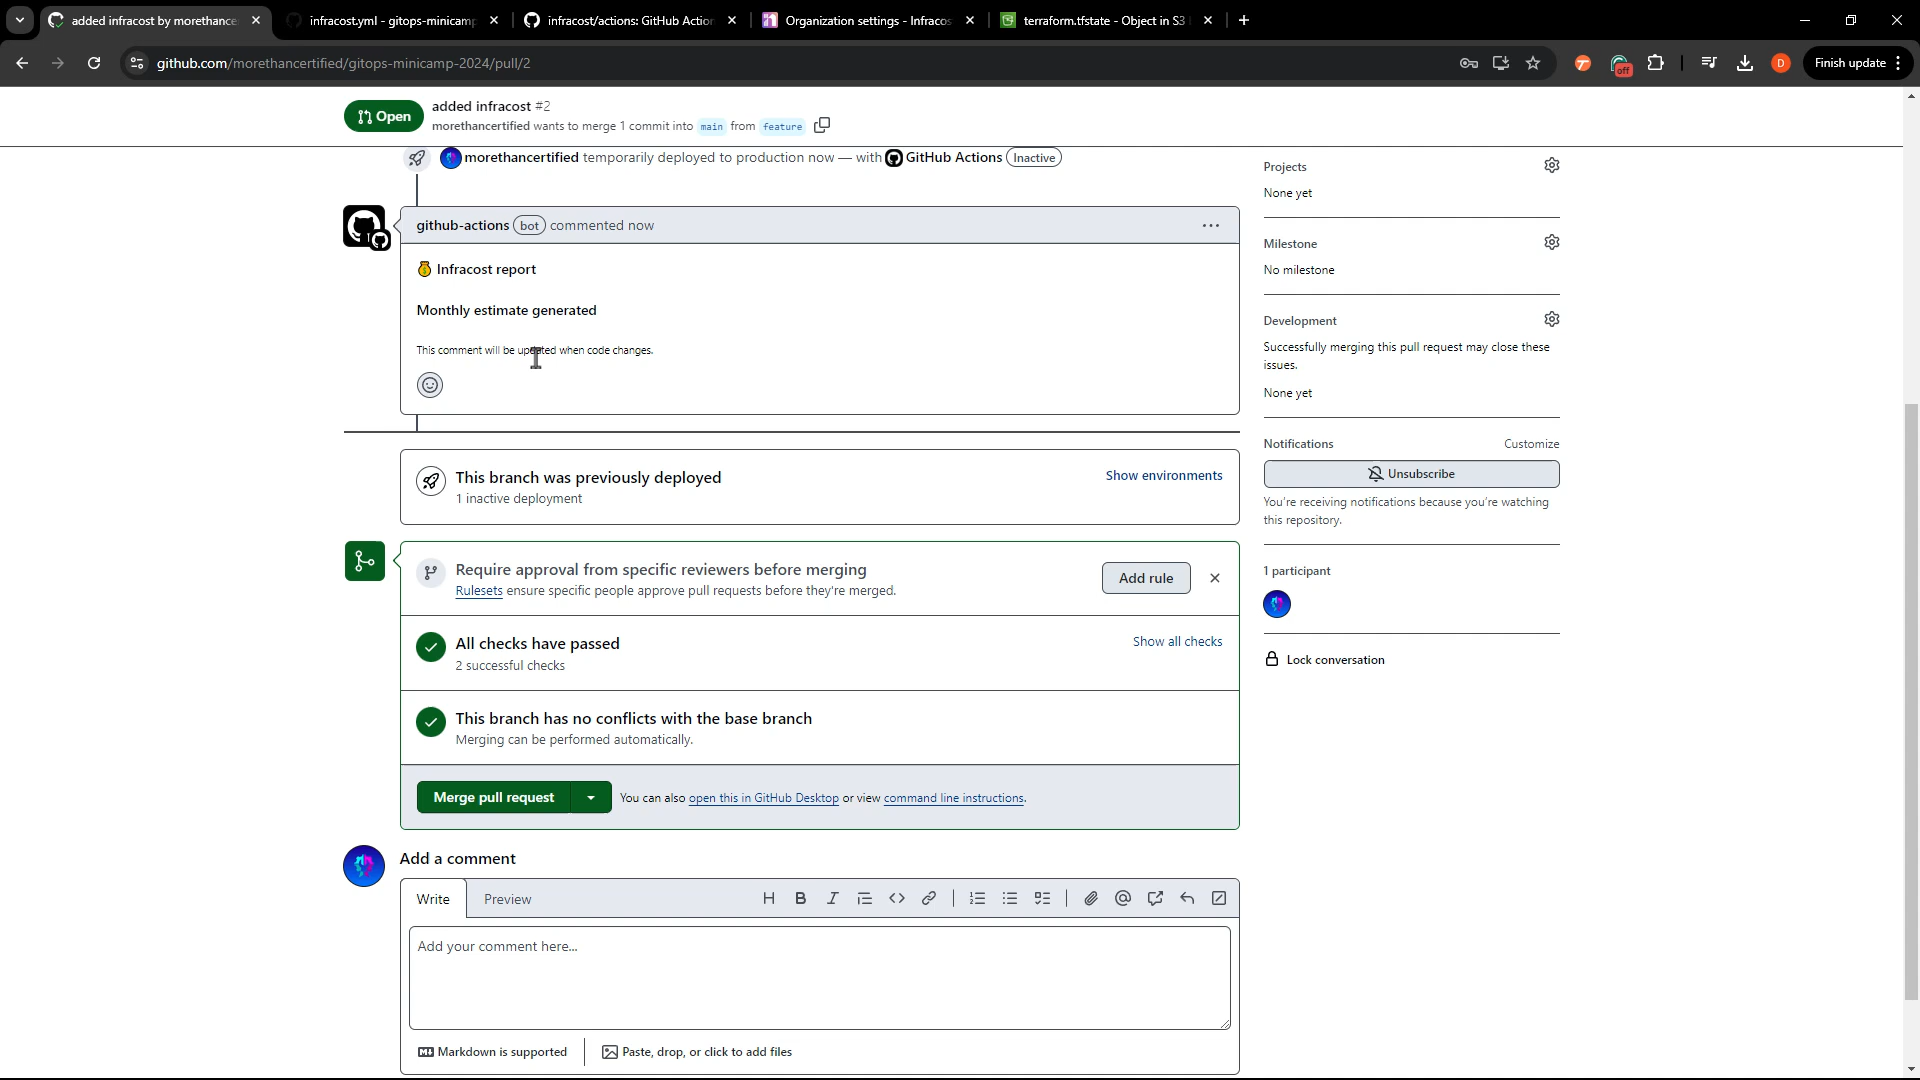 added infracost by morethance
infracost.yml - gitops-minicamp
infracost/actions: GitHub Action
Organization settings - Infracos
terraform.tfstate - Object in S3
github.com/morethancertified/gitops-minicamp-2024/pull/2
off
D
Finish update
Open
added infracost #2
morethancertified wants to merge 1 commit into main from feature
morethancertified temporarily deployed to production now — with GitHub Actions Inactive
github-actions bot commented now
Infracost report
Monthly estimate generated
This comment will be updated when code changes.
This branch was previously deployed
1 inactive deployment
Show environments
Require approval from specific reviewers before merging
Rulesets ensure specific people approve pull requests before they're merged.
Add rule
All checks have passed
2 successful checks
Show all checks
This branch has no conflicts with the base branch
Merging can be performed automatically.
Merge pull request
You can also open this in GitHub Desktop or view command line instructions.
Add a comment
Write
Preview
Add your comment here...
Markdown is supported
Paste, drop, or click to add files
Projects
None yet
Milestone
No milestone
Development
Successfully merging this pull request may close these
issues.
None yet
Notifications
Customize
Unsubscribe
You're receiving notifications because you're watching
this repository.
1 participant
Lock conversation